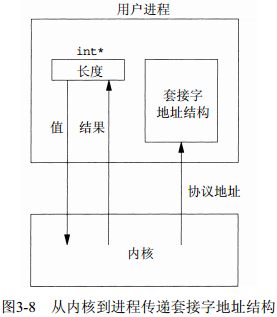 用户进程
int*
长度
套接字
地址结构
值
结果
协议地址
内核
图3-8 从内核到进程传递套接字地址结构